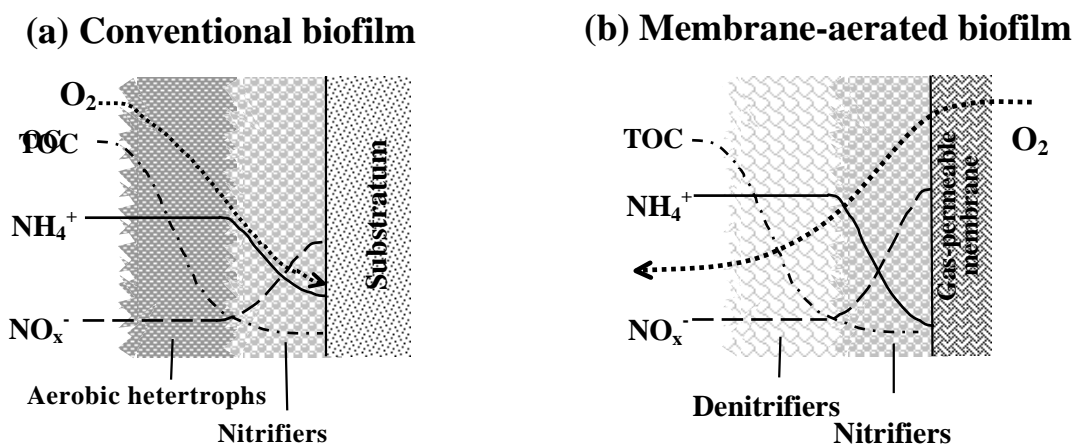 (a) Conventional biofilm
O₂
TOC
NH₄⁺
NOₓ⁻
Substratum
Aerobic hetertrophs
Nitrifiers
(b) Membrane-aerated biofilm
TOC
O₂
NH₄⁺
NOₓ⁻
Gas-permeable
membrane
Denitrifiers
Nitrifiers